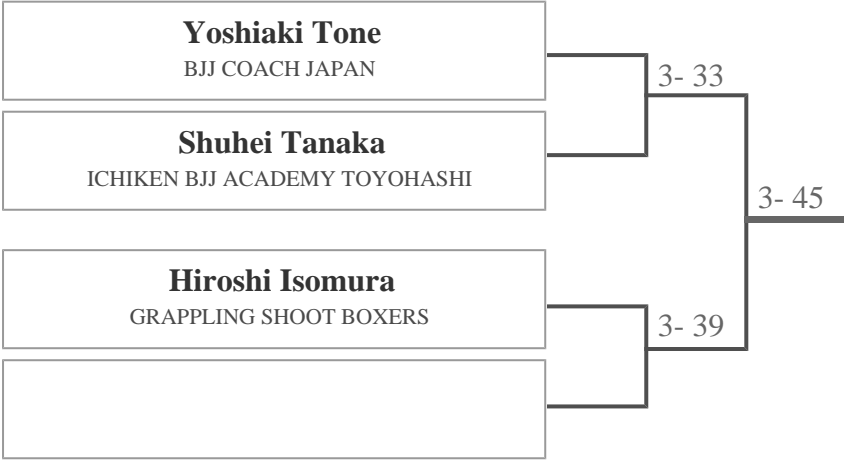 Yoshiaki Tone
BJJ COACH JAPAN
3- 33
Shuhei Tanaka
ICHIKEN BJJ ACADEMY TOYOHASHI
3- 45
Hiroshi Isomura
GRAPPLING SHOOT BOXERS
3- 39